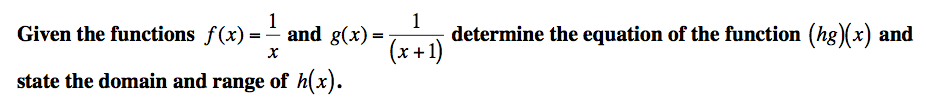 Given the functions f(x) = 1/x and g(x) = 1/(x + 1) determine the equation of the function (hg)(x) and
state the domain and range of h(x).